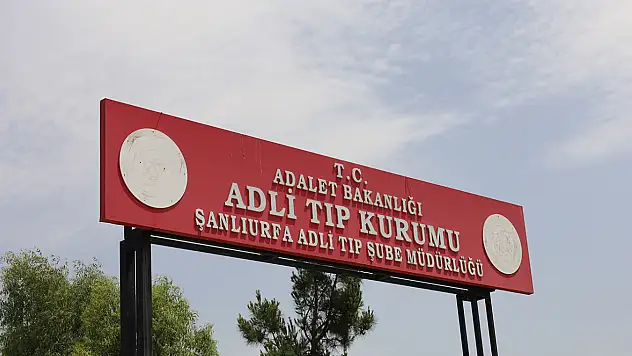 T.C.
ADALET BAKANLIĞI
ADLİ TIP KURUMU
ŞANLIURFA ADLİ TIP ŞUBE MÜDÜRLÜĞÜ